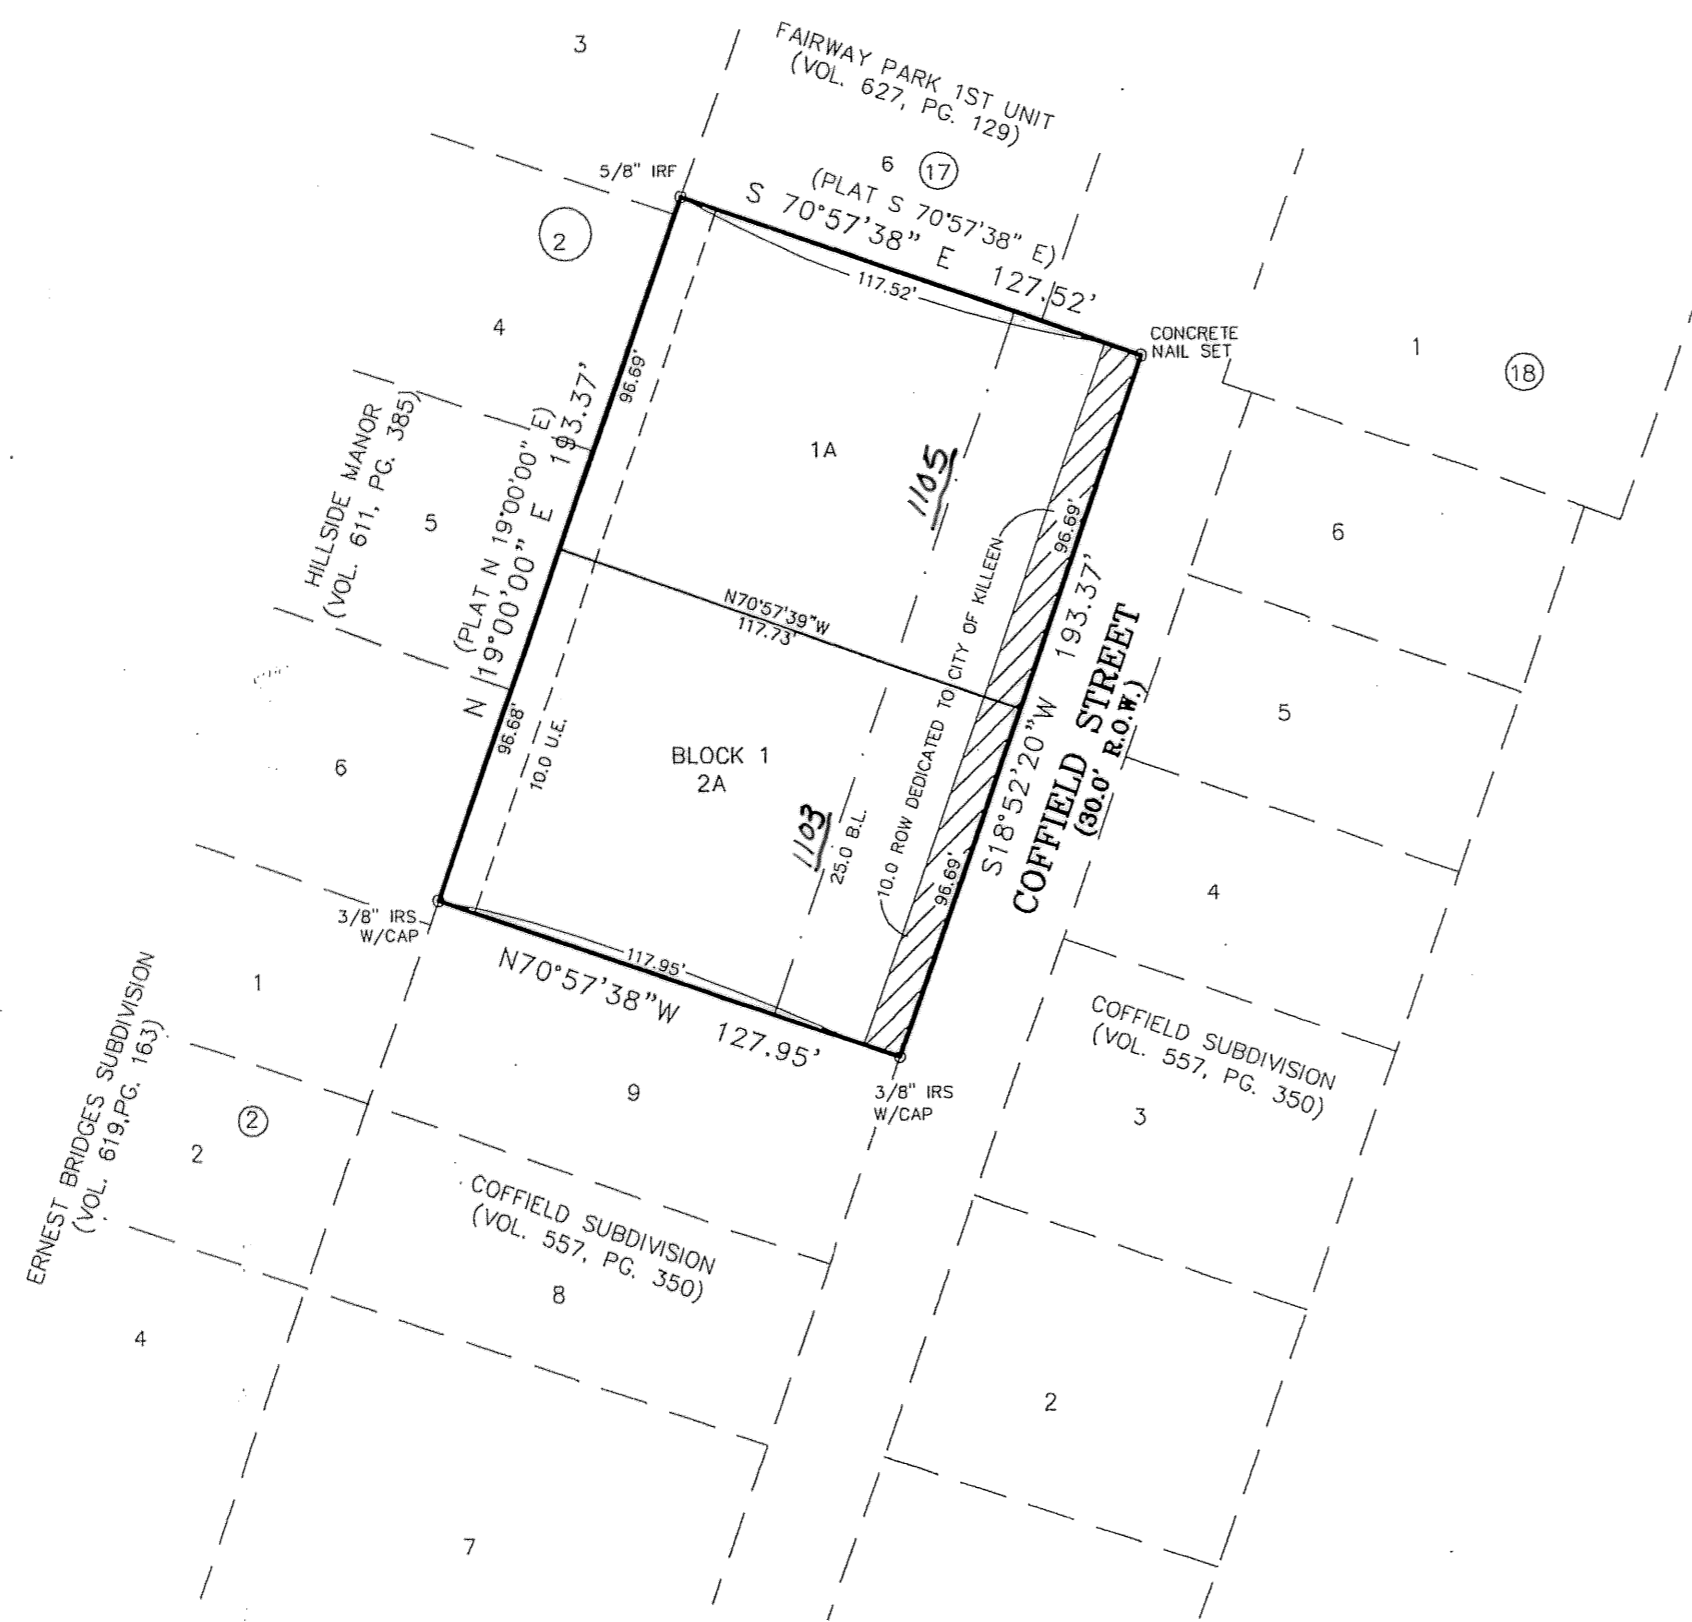 3
FAIRWAY PARK 1ST UNIT
(VOL. 627, PG. 129)
6 17
(PLAT S 70°57'38" E)
S 70°57'38" E 127.52'
117.52'
5/8" IRF
2
4
CONCRETE
NAIL SET
1
18
HILLSIDE MANOR
(VOL. 611, PG. 385)
5
(PLAT N 19°00'00" E)
N 19°00'00" E 193.37'
96.69'
96.68'
1A
1105
10.0 ROW DEDICATED TO CITY OF KILLEEN
96.69'
N70°57'39"W
117.73'
6
5
4
S18°52'20"W 193.37'
COFFIELD STREET
(30.0' R.O.W.)
6
10.0 U.E.
BLOCK 1
2A
1103
25.0 B.L.
96.69'
3/8" IRS
W/CAP
117.95'
N70°57'38"W 127.95'
3/8" IRS
W/CAP
ERNEST BRIDGES SUBDIVISION
(VOL. 619,PG. 163)
1
2
2
4
9
COFFIELD SUBDIVISION
(VOL. 557, PG. 350)
8
7
COFFIELD SUBDIVISION
(VOL. 557, PG. 350)
3
2